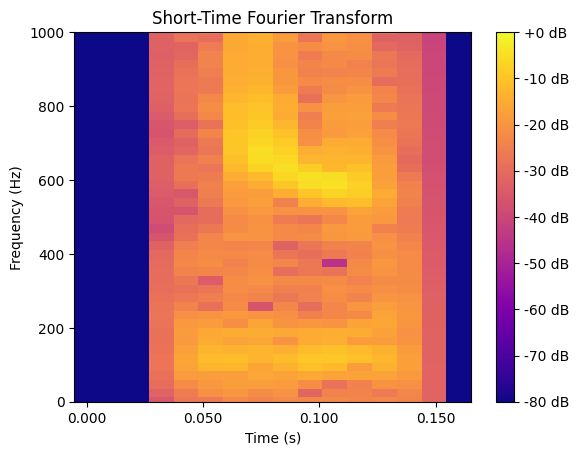 Short-Time Fourier Transform
1000
800
600
400
200
0
Frequency (Hz)
0.000
0.050
0.100
0.150
Time (s)
+0 dB
-10 dB
-20 dB
-30 dB
-40 dB
-50 dB
-60 dB
-70 dB
-80 dB